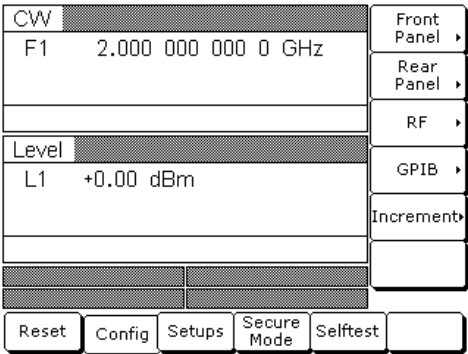 CW
F1 2.000 000 000 0 GHz
Level
L1 +0.00 dBm
Front
Panel
Rear
Panel
RF
GPIB
Increment
Reset
Config
Setups
Secure
Mode
Selftest